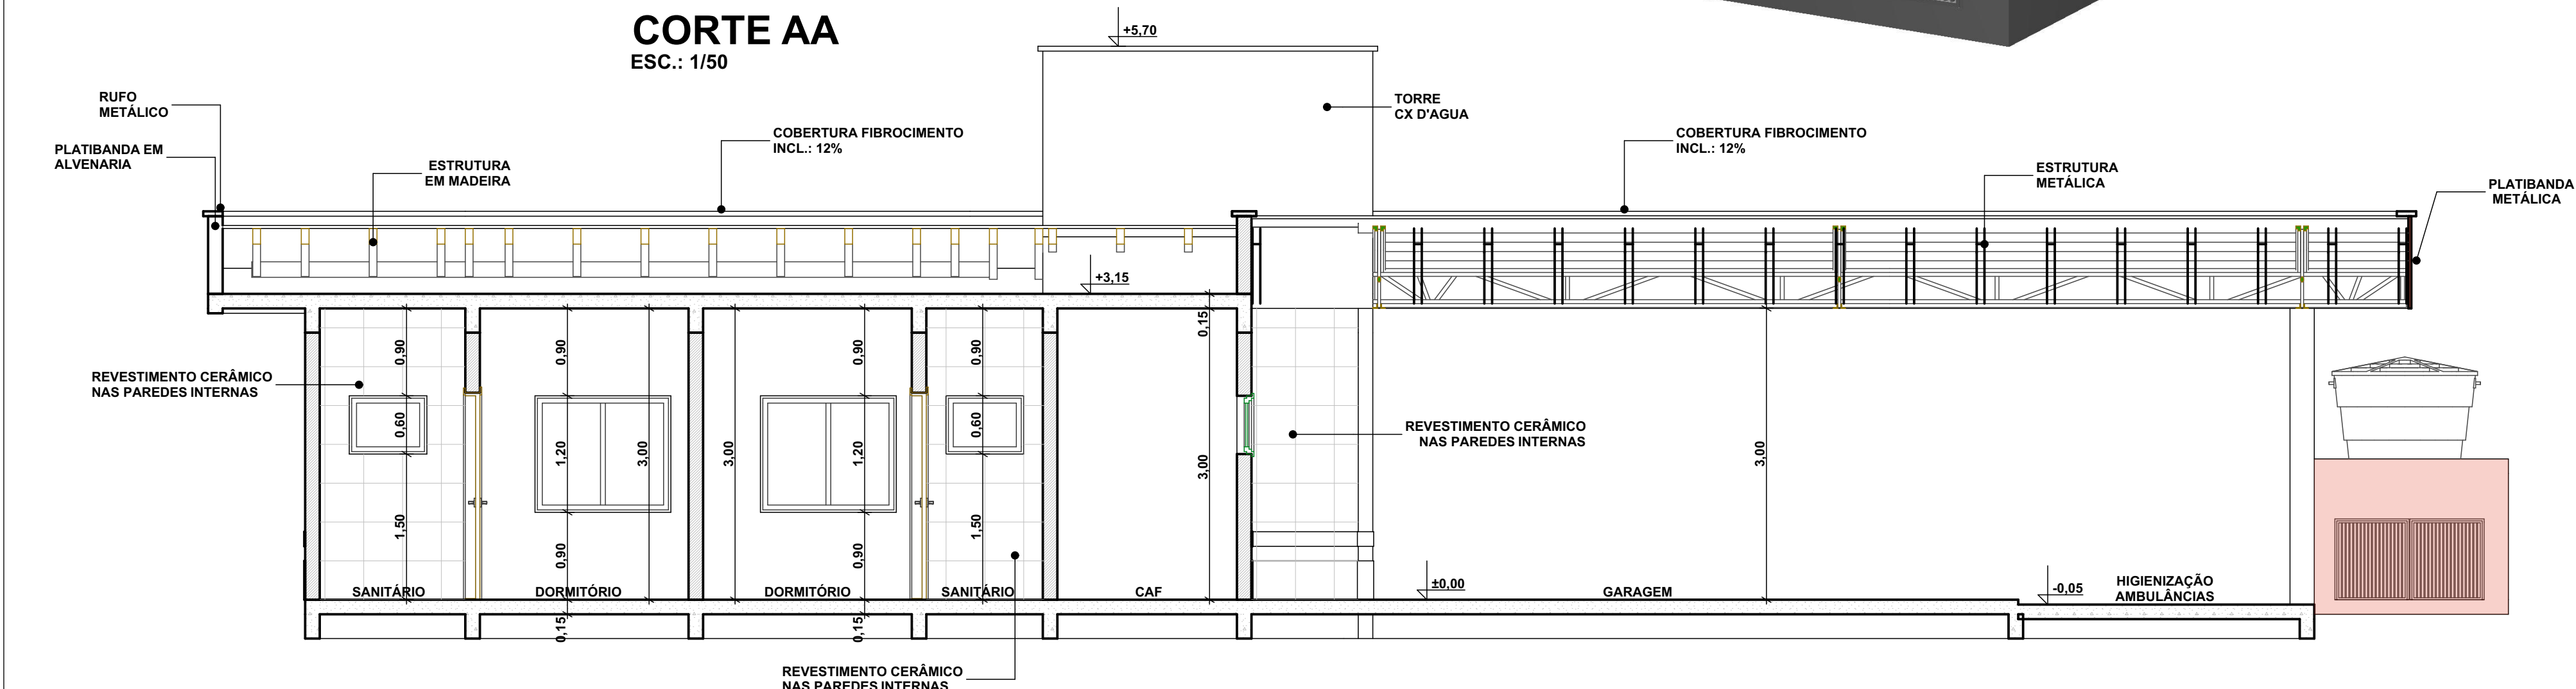 CORTE AA
ESC.: 1/50
+5,70
RUFO
METÁLICO
PLATIBANDA EM
ALVENARIA
ESTRUTURA
EM MADEIRA
COBERTURA FIBROCIMENTO
INCL.: 12%
TORRE
CX D'AGUA
COBERTURA FIBROCIMENTO
INCL.: 12%
ESTRUTURA
METÁLICA
PLATIBANDA
METÁLICA
+3,15
REVESTIMENTO CERÂMICO
NAS PAREDES INTERNAS
0,90
0,60
1,50
0,90
1,20
0,90
0,15
3,00
3,00
0,90
1,20
0,90
0,15
0,90
0,60
1,50
0,15
3,00
REVESTIMENTO CERÂMICO
NAS PAREDES INTERNAS
3,00
SANITÁRIO
DORMITÓRIO
DORMITÓRIO
SANITÁRIO
CAF
±0,00
GARAGEM
-0,05
HIGIENIZAÇÃO
AMBULÂNCIAS
REVESTIMENTO CERÂMICO
NAS PAREDES INTERNAS